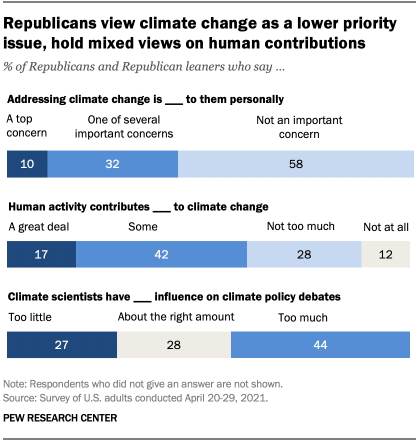 Republicans view climate change as a lower priority
issue, hold mixed views on human contributions
% of Republicans and Republican leaners who say ...
Addressing climate change is ___ to them personally
A top
concern
One of several
important concerns
Not an important
concern
10
32
58
Human activity contributes ___ to climate change
A great deal
Some
Not too much
Not at all
17
42
28
12
Climate scientists have ___ influence on climate policy debates
Too little
About the right amount
Too much
27
28
44
Note: Respondents who did not give an answer are not shown.
Source: Survey of U.S. adults conducted April 20-29, 2021.
PEW RESEARCH CENTER